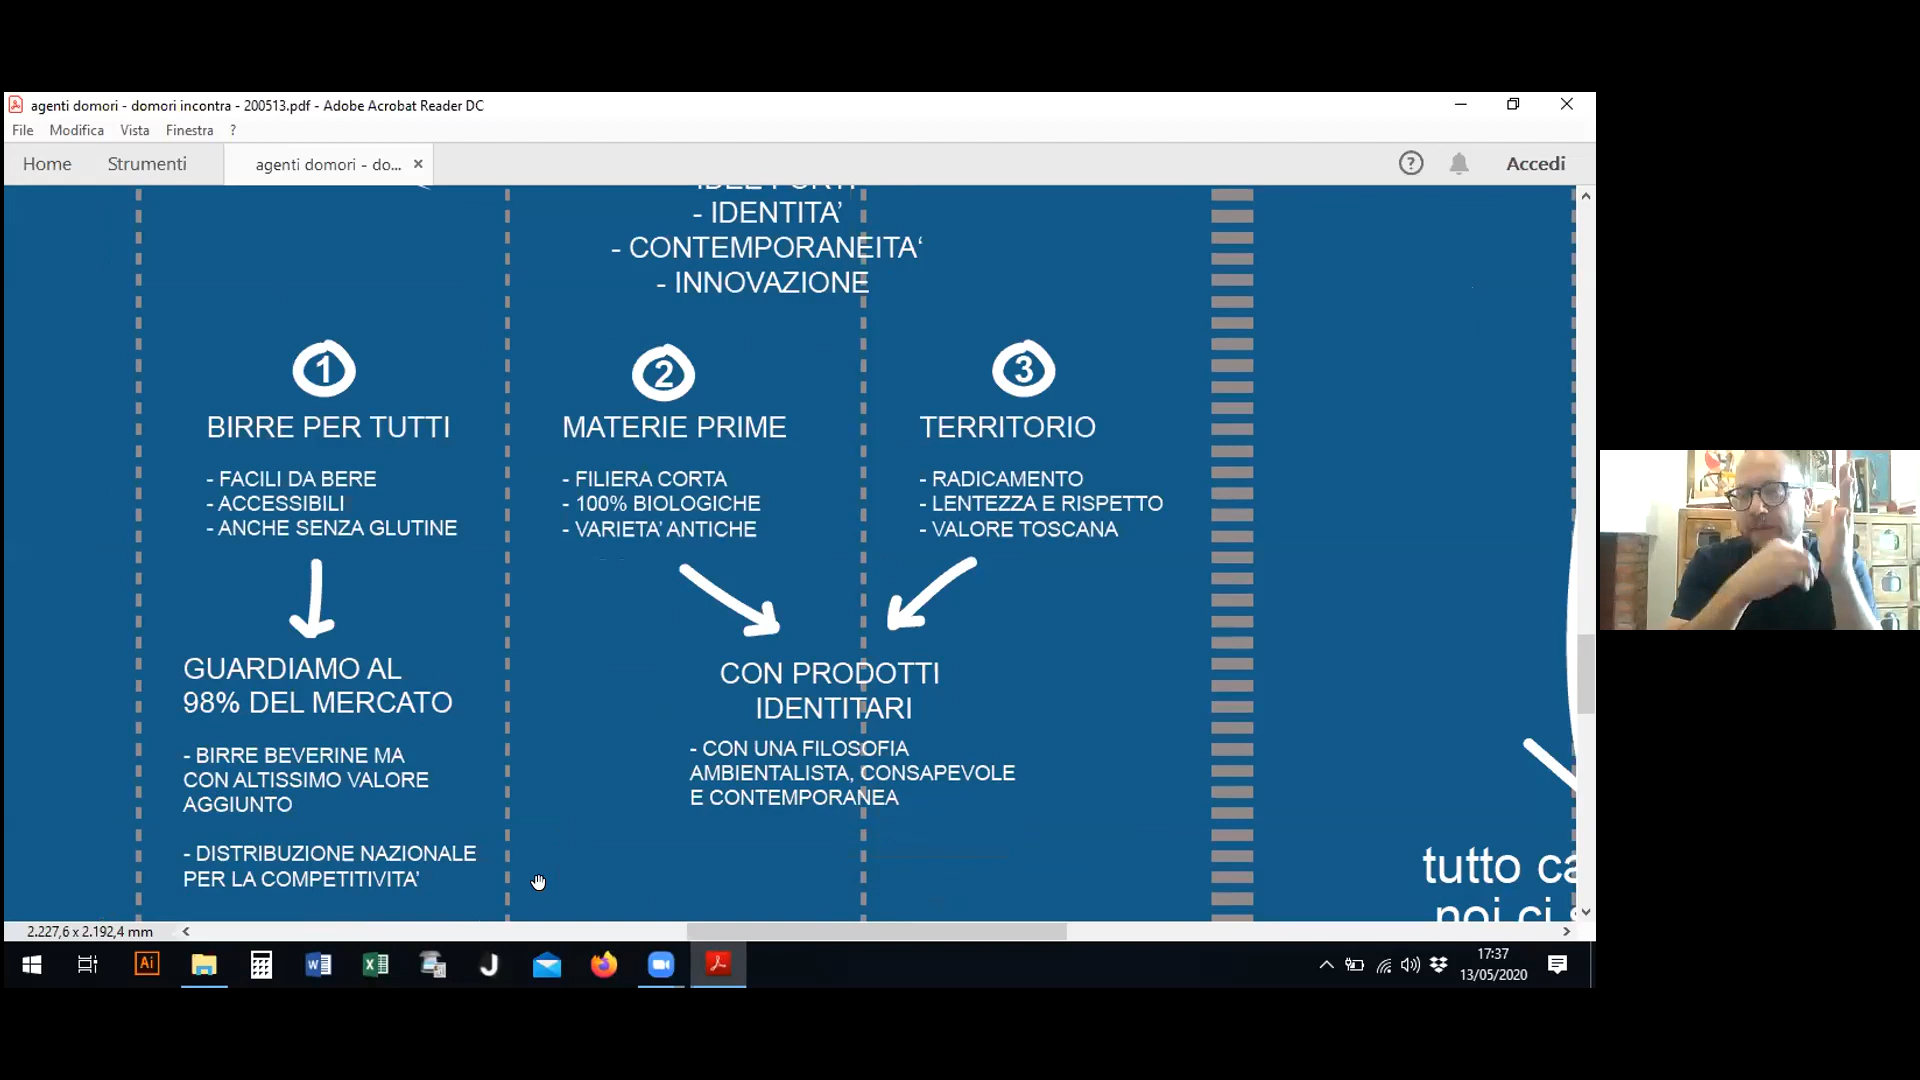 agenti domori - domori incontra - 200513.pdf - Adobe Acrobat Reader DC
File Modifica Vista Finestra ?
Home Strumenti agenti domori - do... Accedi
- IDENTITA’
- CONTEMPORANEITA‘
- INNOVAZIONE
1
BIRRE PER TUTTI
- FACILI DA BERE
- ACCESSIBILI
- ANCHE SENZA GLUTINE
GUARDIAMO AL
98% DEL MERCATO
- BIRRE BEVERINE MA
CON ALTISSIMO VALORE
AGGIUNTO
- DISTRIBUZIONE NAZIONALE
PER LA COMPETITIVITA’
2
MATERIE PRIME
- FILIERA CORTA
- 100% BIOLOGICHE
- VARIETA’ ANTICHE
3
TERRITORIO
- RADICAMENTO
- LENTEZZA E RISPETTO
- VALORE TOSCANA
CON PRODOTTI
IDENTITARI
- CON UNA FILOSOFIA
AMBIENTALISTA, CONSAPEVOLE
E CONTEMPORANEA
tutto ca
noi ci s
2.227,6 x 2.192,4 mm
Ai
17:37
13/05/2020